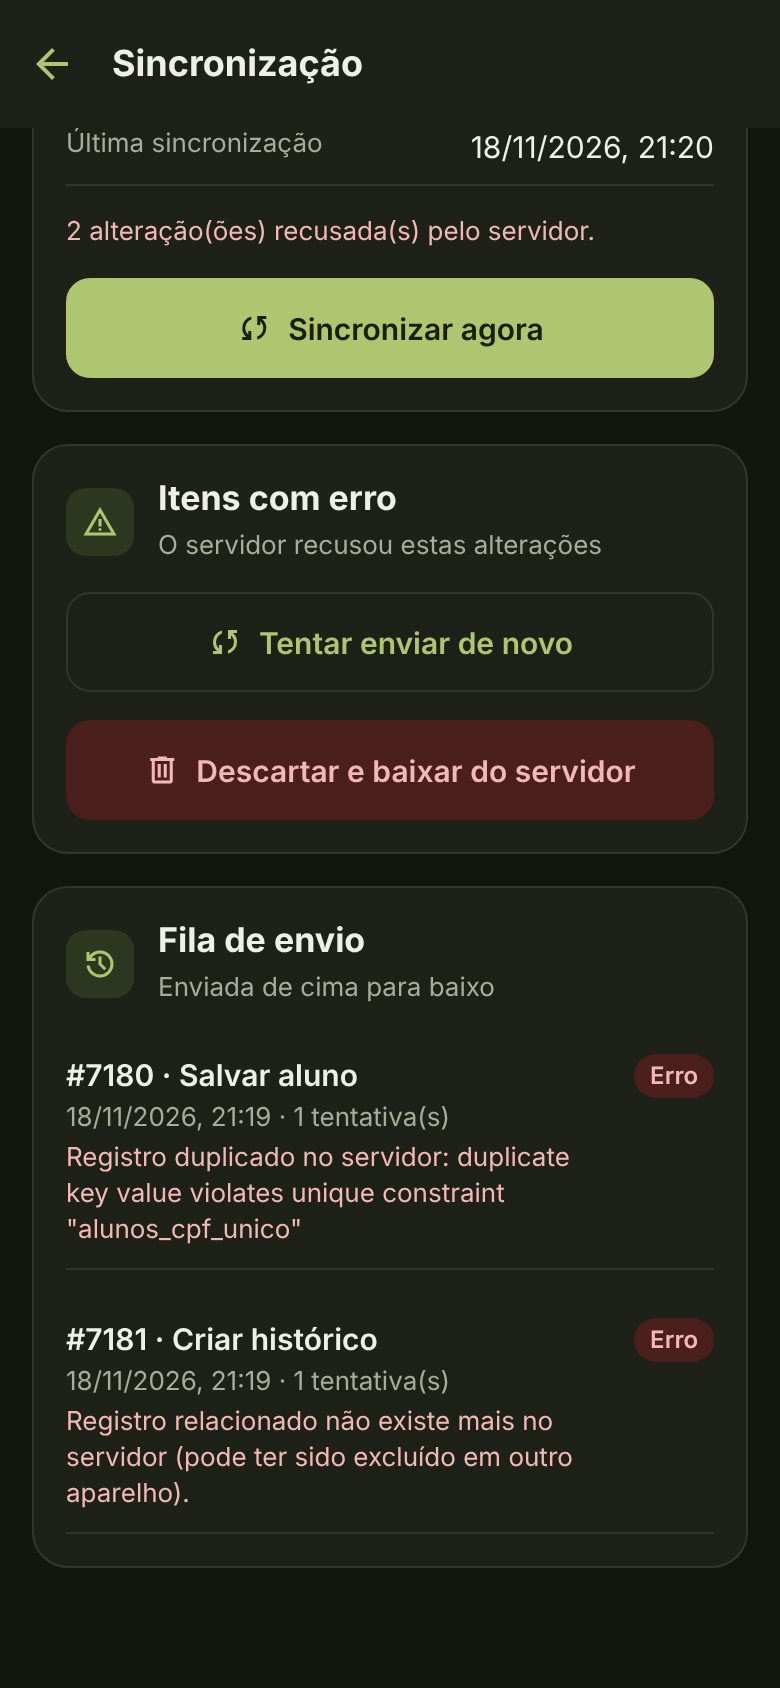 Sincronização
Última sincronização
18/11/2026, 21:20
2 alteração(ões) recusada(s) pelo servidor.
Sincronizar agora
Itens com erro
O servidor recusou estas alterações
Tentar enviar de novo
Descartar e baixar do servidor
Fila de envio
Enviada de cima para baixo
#7180 · Salvar aluno
Erro
18/11/2026, 21:19 · 1 tentativa(s)
Registro duplicado no servidor: duplicate
key value violates unique constraint
"alunos_cpf_unico"
#7181 · Criar histórico
Erro
18/11/2026, 21:19 · 1 tentativa(s)
Registro relacionado não existe mais no
servidor (pode ter sido excluído em outro
aparelho).